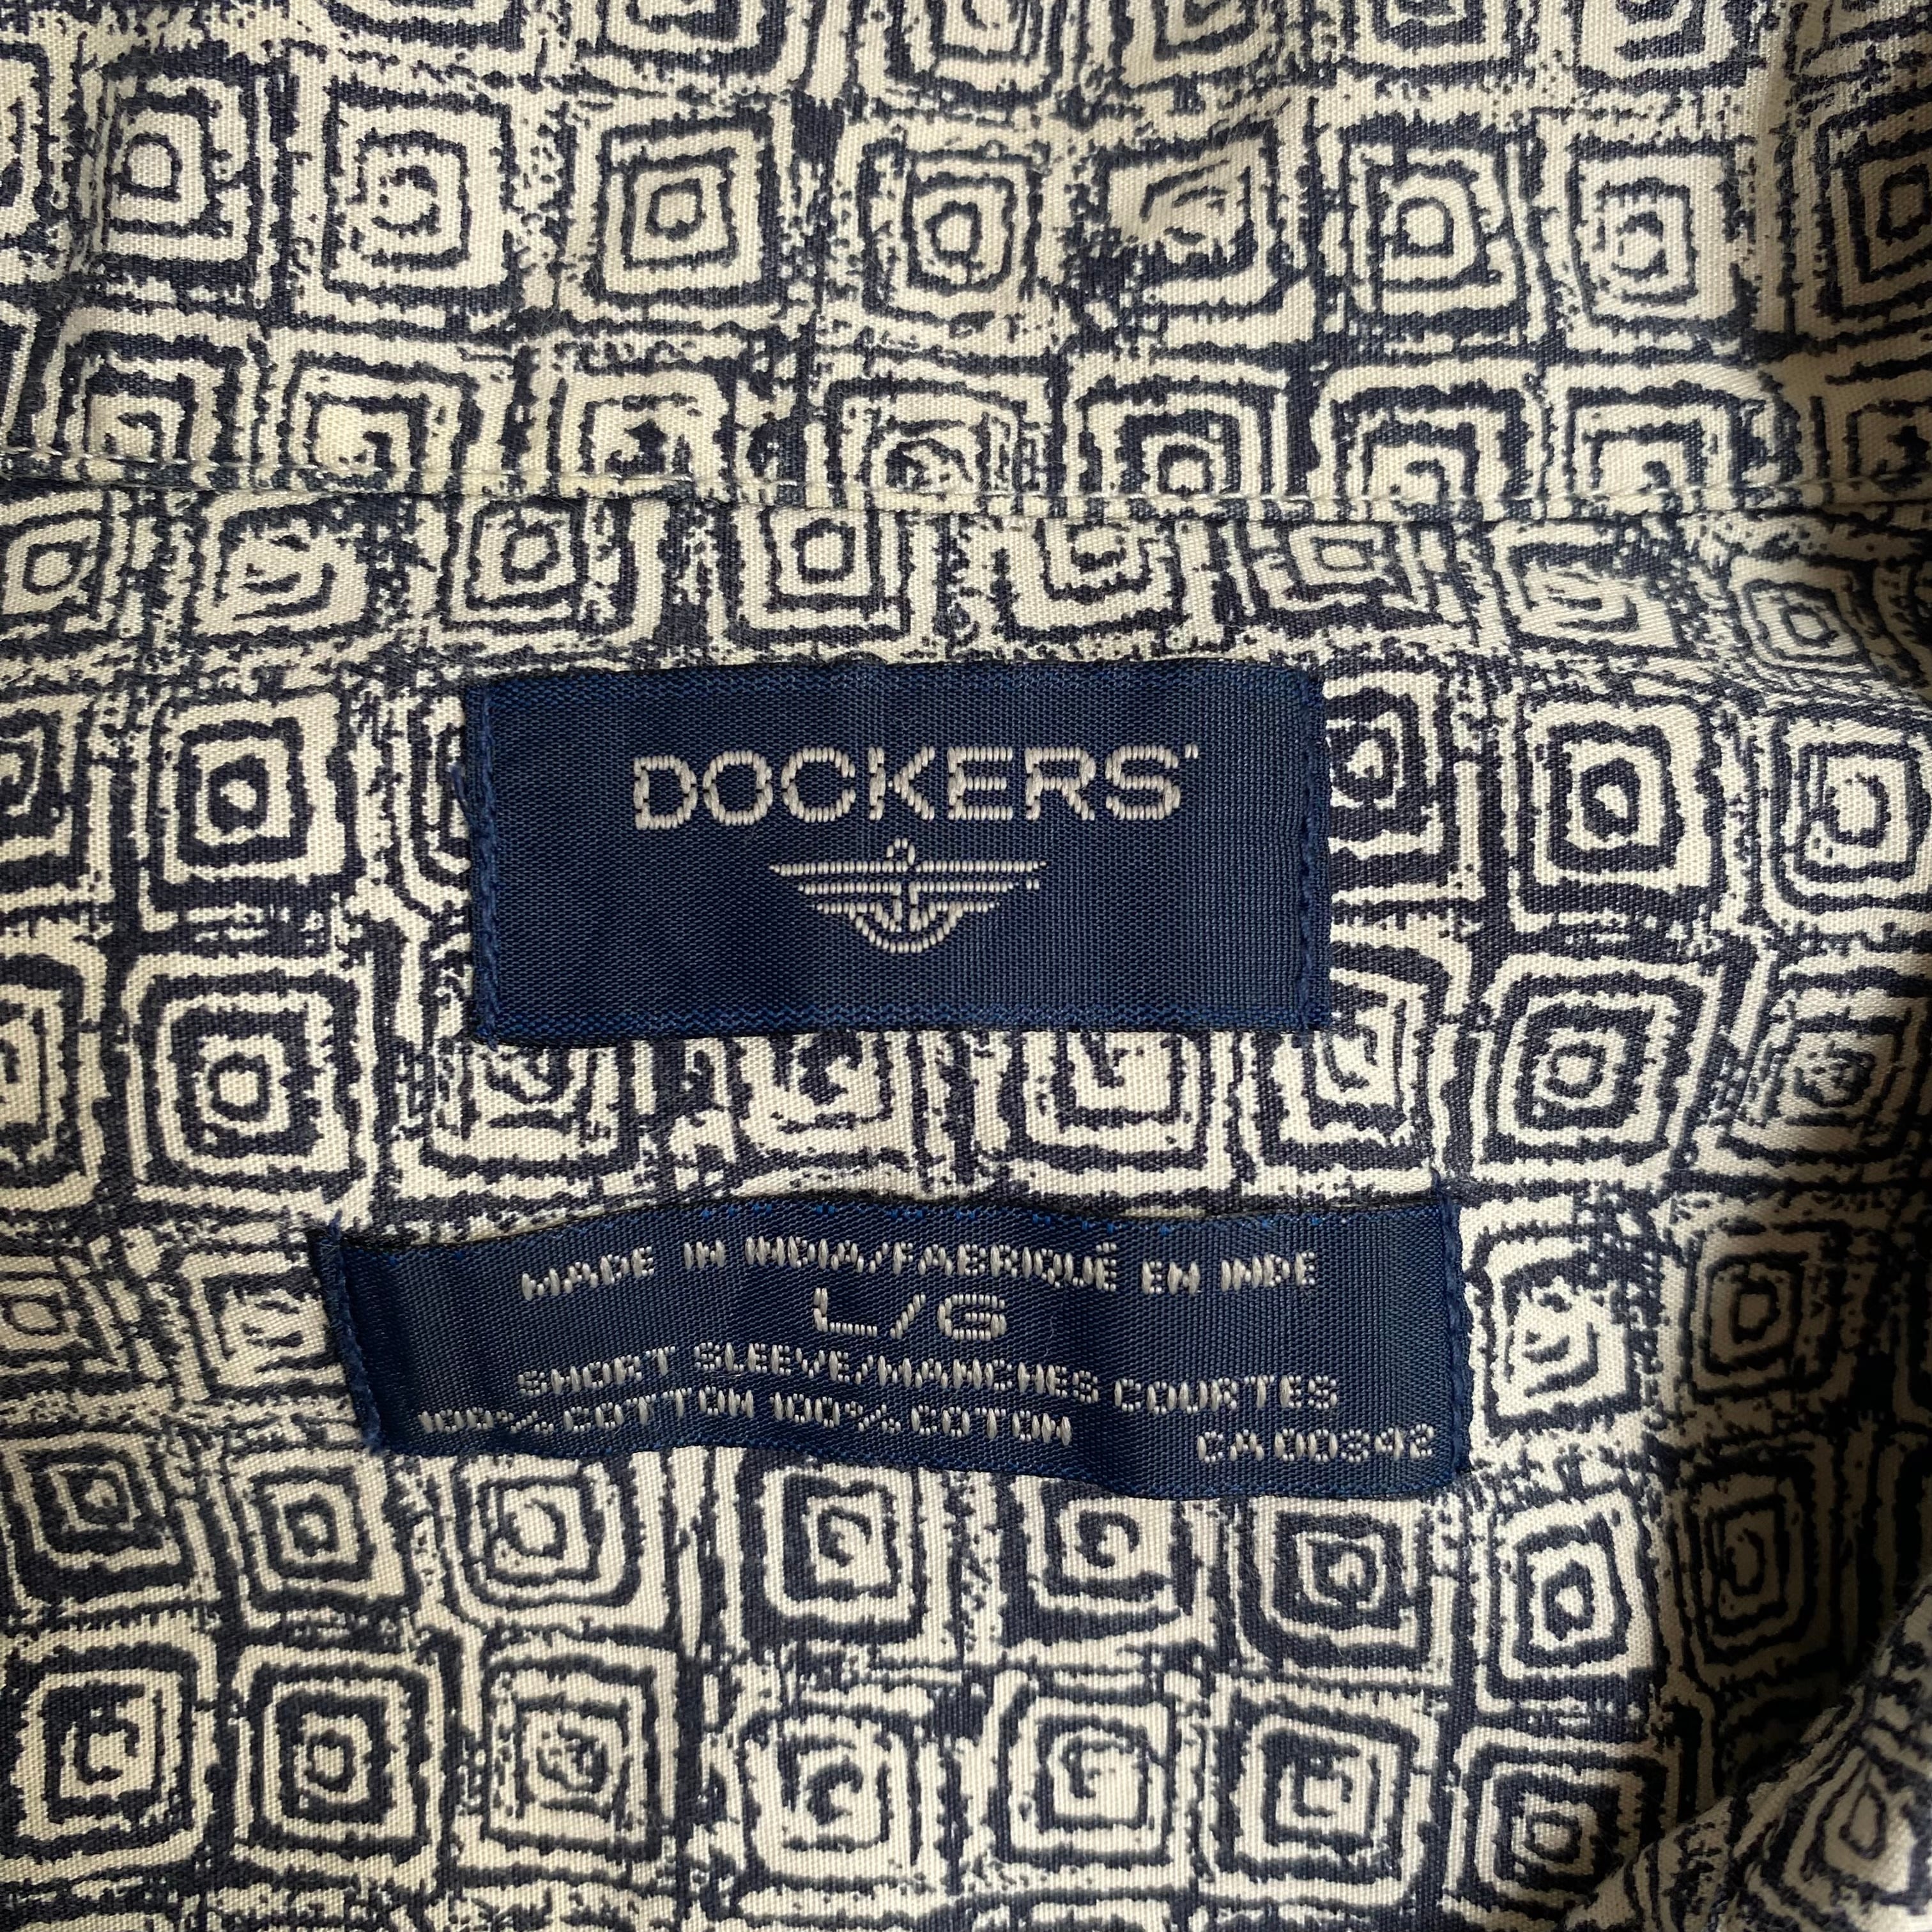 DOCKERS
MADE IN INDIA/FABRIQUÉ EN INDE
L/G
SHORT SLEEVE/MANCHES COURTES
100% COTTON 100% COTON
CA00342